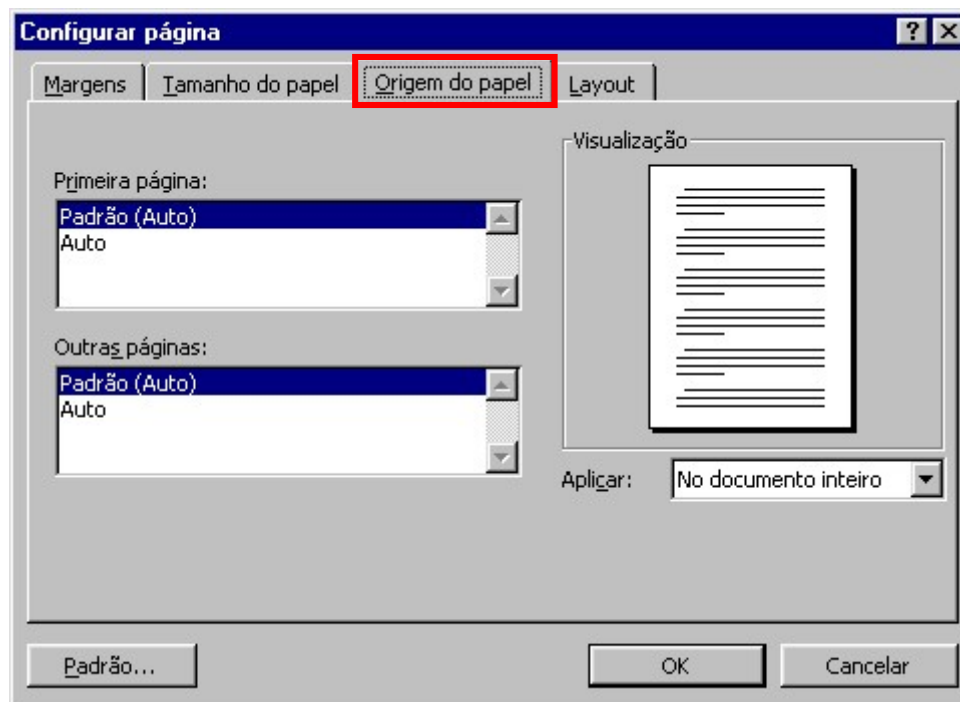 Configurar página
Margens
Tamanho do papel
Origem do papel
Layout
Primeira página:
Padrão (Auto)
Auto
Outras páginas:
Padrão (Auto)
Auto
Visualização
Aplicar:
No documento inteiro
Padrão...
OK
Cancelar